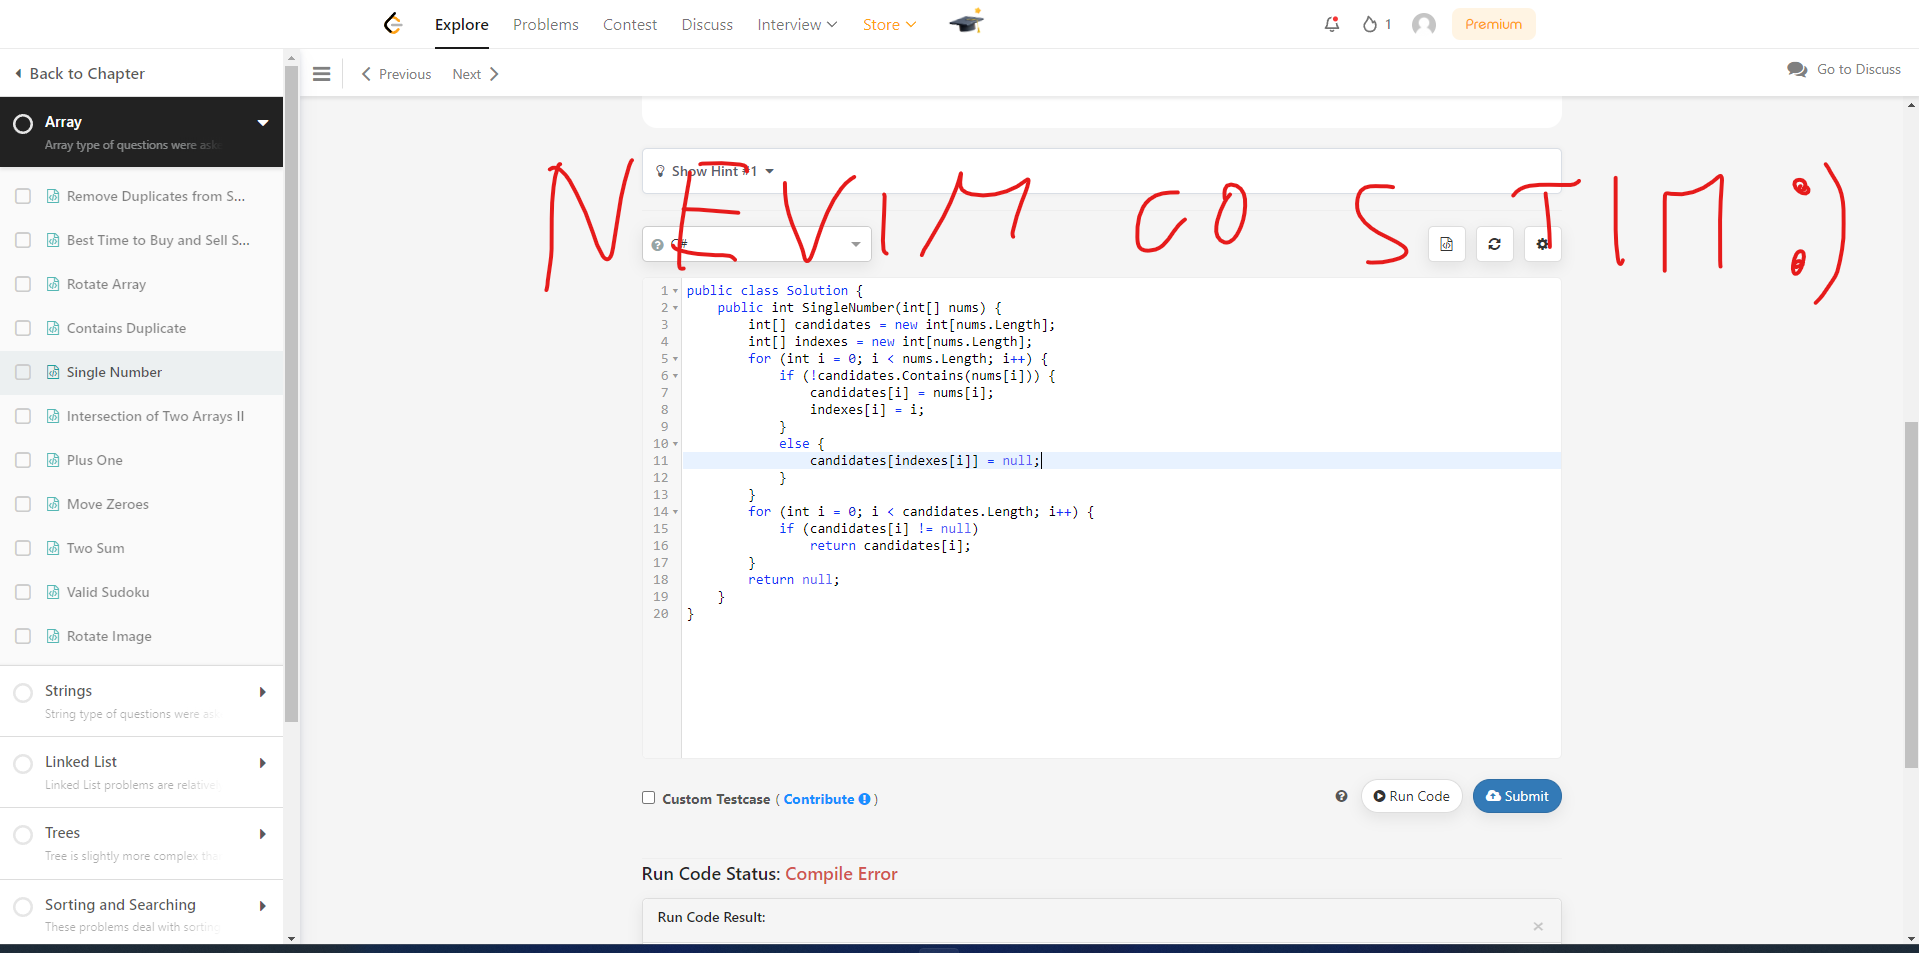 Explore Problems Contest Discuss Interview Store 1 Premium
Back to Chapter
Previous Next
Go to Discuss
Array
Array type of questions were ask
Remove Duplicates from S...
Best Time to Buy and Sell S...
Rotate Array
Contains Duplicate
Single Number
Intersection of Two Arrays II
Plus One
Move Zeroes
Two Sum
Valid Sudoku
Rotate Image
Strings
String type of questions were ask
Linked List
Linked List problems are relative
Trees
Tree is slightly more complex tha
Sorting and Searching
These problems deal with sorting
Show Hint #1
NEVIM CO S TIM :)
C#
1 public class Solution {
2 public int SingleNumber(int[] nums) {
3 int[] candidates = new int[nums.Length];
4 int[] indexes = new int[nums.Length];
5 for (int i = 0; i < nums.Length; i++) {
6 if (!candidates.Contains(nums[i])) {
7 candidates[i] = nums[i];
8 indexes[i] = i;
9 }
10 else {
11 candidates[indexes[i]] = null;
12 }
13 }
14 for (int i = 0; i < candidates.Length; i++) {
15 if (candidates[i] != null)
16 return candidates[i];
17 }
18 return null;
19 }
20 }
Custom Testcase ( Contribute )
Run Code Submit
Run Code Status: Compile Error
Run Code Result: